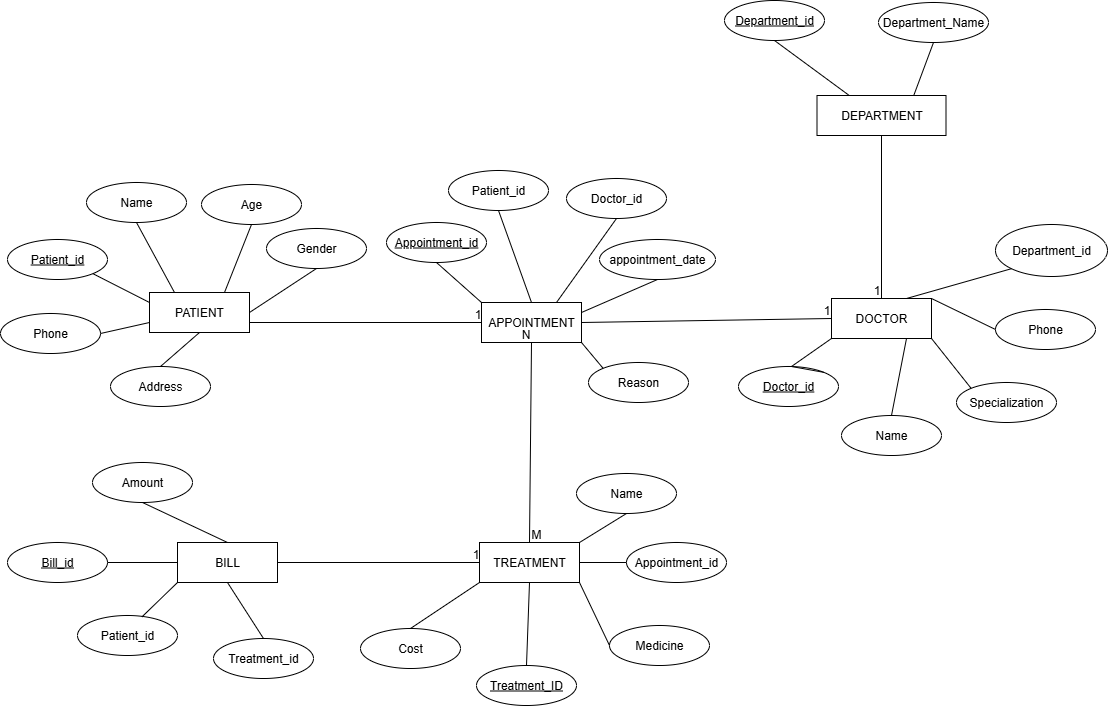 Department_id
Department_Name
DEPARTMENT
Name
Age
Patient_id
Gender
PATIENT
Phone
Address
Patient_id
Doctor_id
Appointment_id
appointment_date
1
APPOINTMENT
N
Reason
1
1
DOCTOR
Department_id
Phone
Doctor_id
Specialization
Name
Amount
Bill_id
BILL
Patient_id
Treatment_id
M
1
TREATMENT
Name
Appointment_id
Cost
Medicine
Treatment_ID